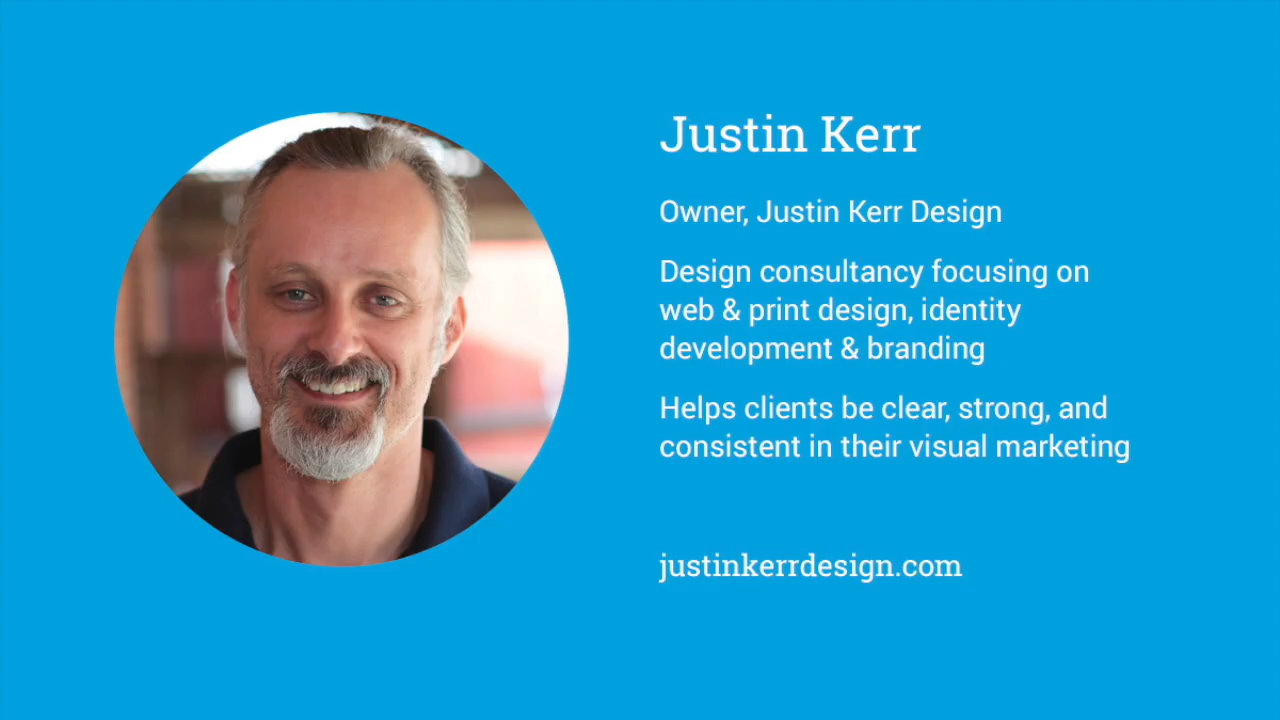 Justin Kerr
Owner, Justin Kerr Design
Design consultancy focusing on
web & print design, identity
development & branding
Helps clients be clear, strong, and
consistent in their visual marketing
justinkerrdesign.com